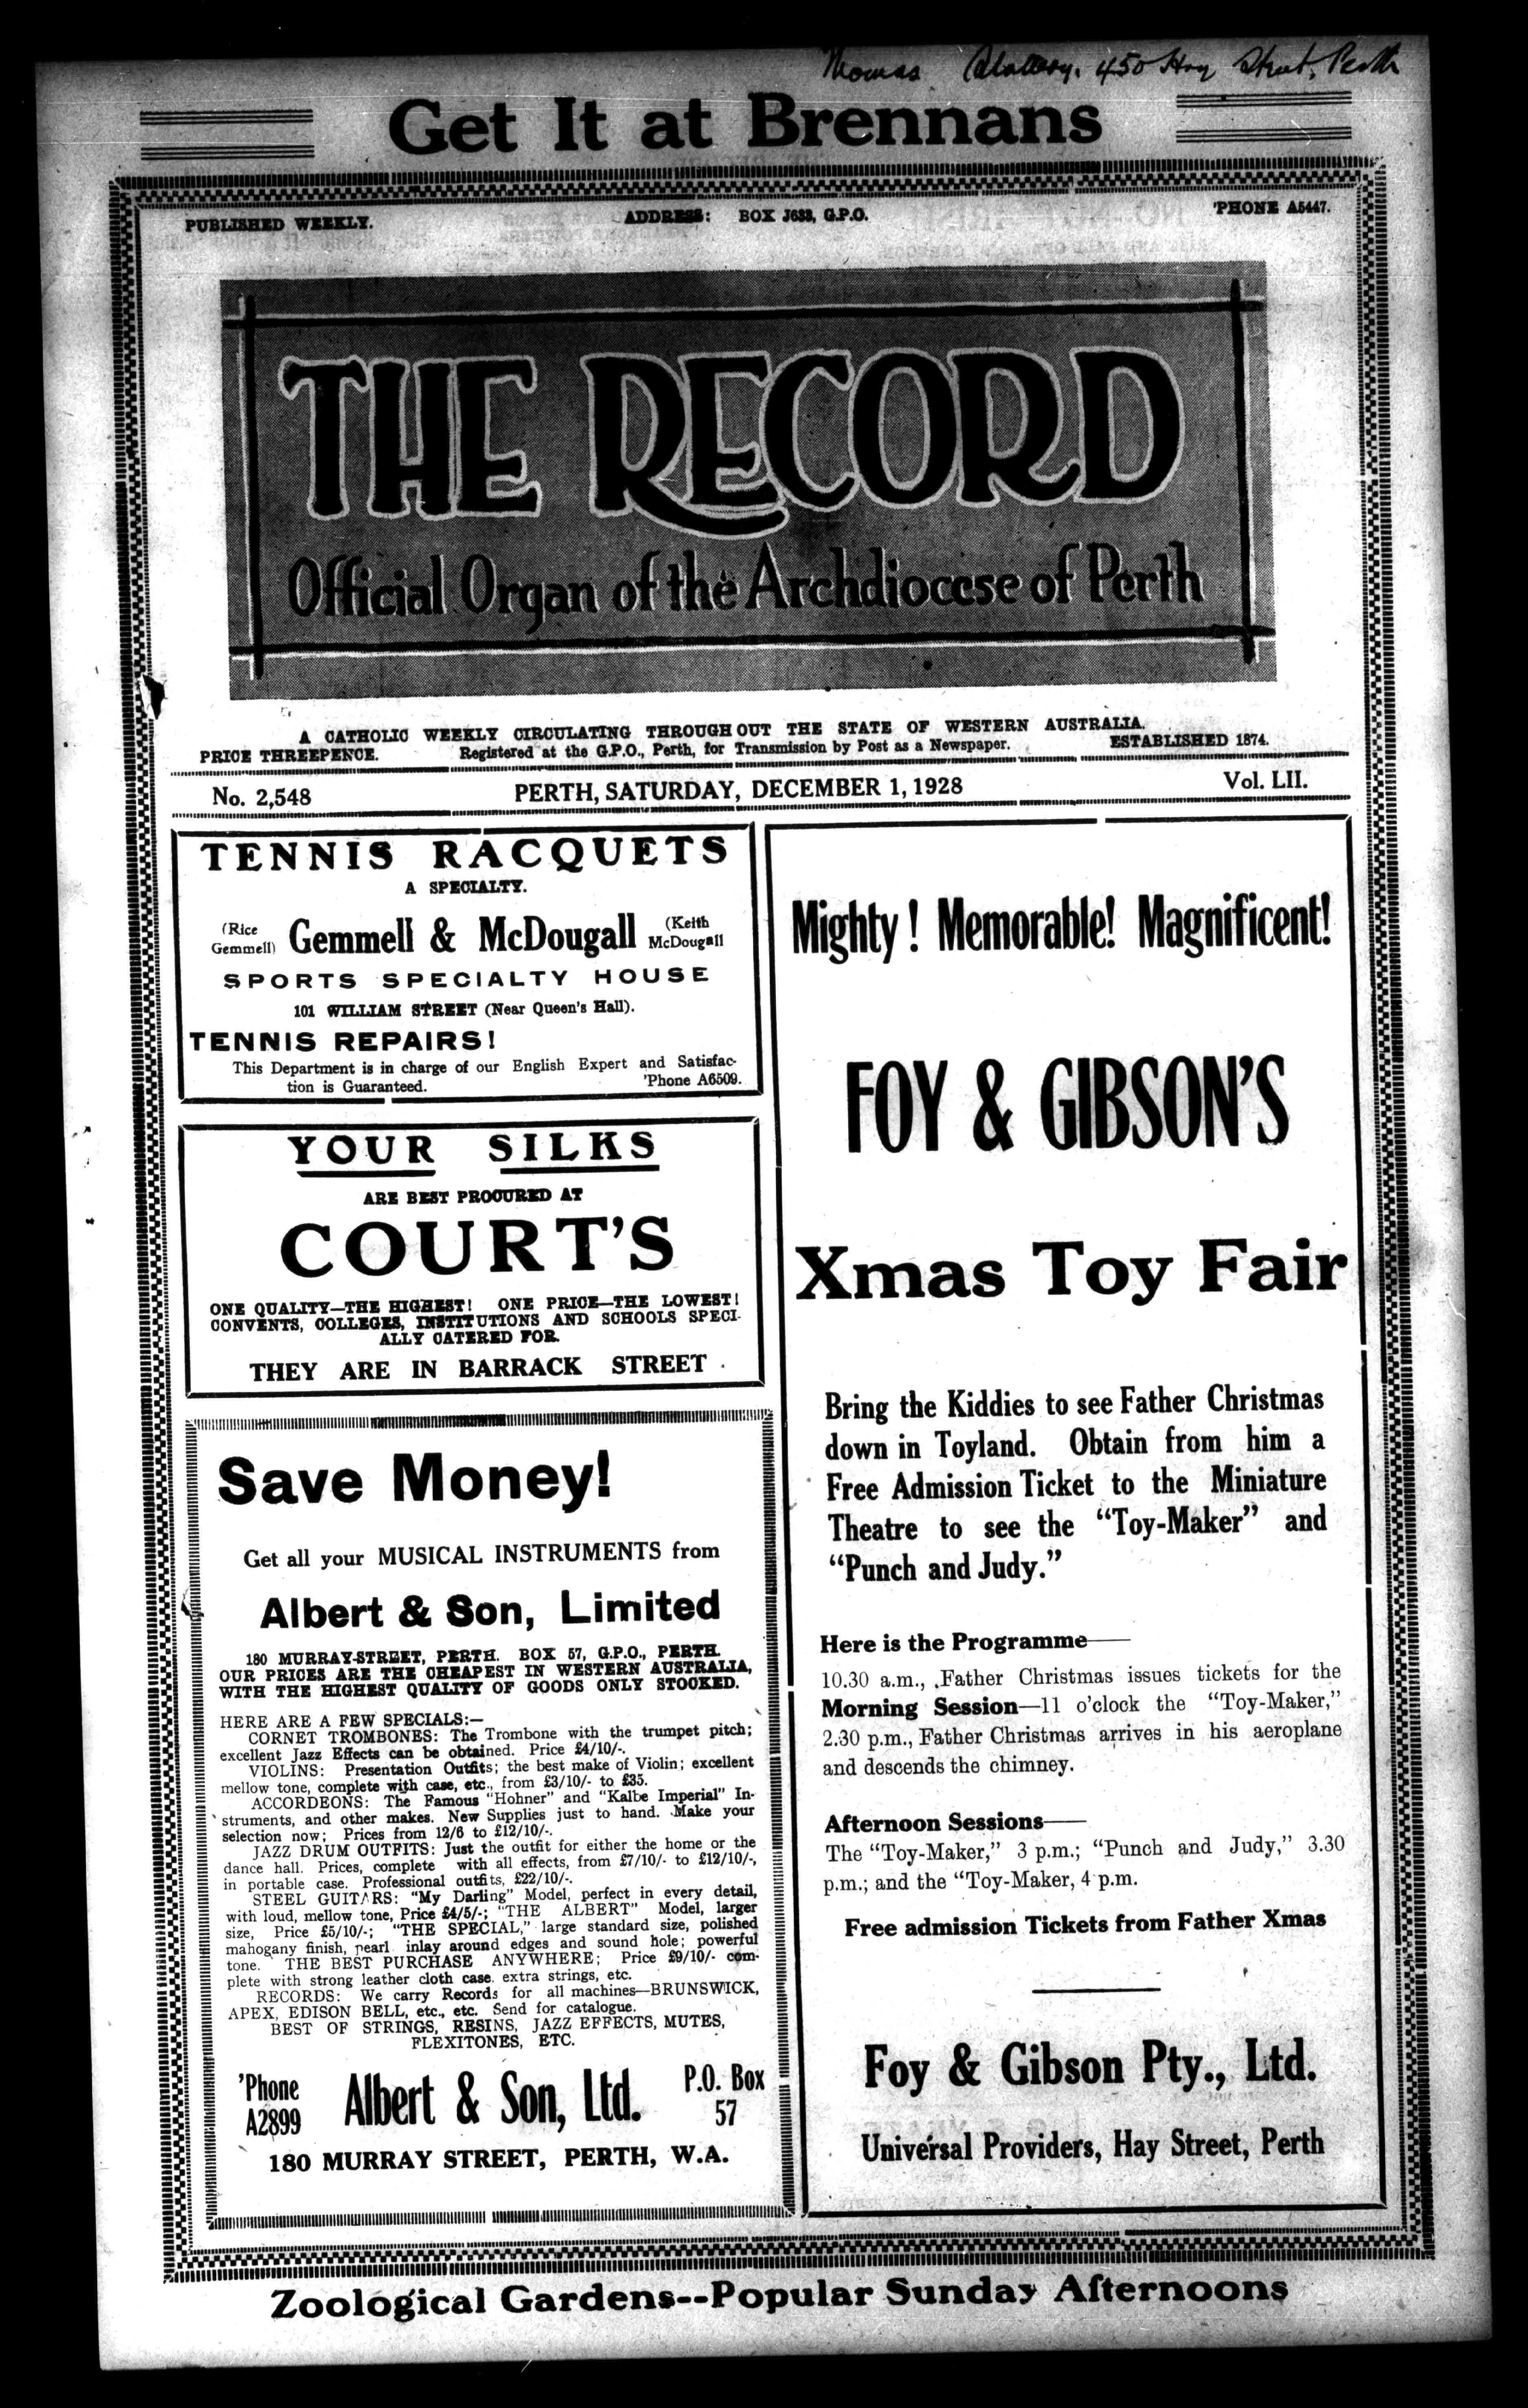 Thomas 450 Hay Street, Perth
Get It at Brennans
PUBLISHED WEEKLY. ADDRESS: BOX J633, G.P.O. 'PHONE A5447.
THE RECORD
Official Organ of the Archdiocese of Perth
A CATHOLIC WEEKLY CIRCULATING THROUGHOUT THE STATE OF WESTERN AUSTRALIA.
PRICE THREEPENCE. Registered at the G.P.O., Perth, for Transmission by Post as a Newspaper. ESTABLISHED 1874.
No. 2,548 PERTH, SATURDAY, DECEMBER 1, 1928 Vol. LII.
TENNIS RACQUETS
A SPECIALTY.
(Rice Gemmell) Gemmell & McDougall (Keith McDougall
SPORTS SPECIALTY HOUSE
101 WILLIAM STREET (Near Queen's Hall).
TENNIS REPAIRS!
This Department is in charge of our English Expert and Satisfac-
tion is Guaranteed. 'Phone A6509.
YOUR SILKS
ARE BEST PROCURED AT
COURT'S
ONE QUALITY—THE HIGHEST! ONE PRICE—THE LOWEST!
CONVENTS, COLLEGES, INSTITUTIONS AND SCHOOLS SPECI-
ALLY CATERED FOR.
THEY ARE IN BARRACK STREET.
Save Money!
Get all your MUSICAL INSTRUMENTS from
Albert & Son, Limited
180 MURRAY-STREET, PERTH. BOX 57, G.P.O., PERTH.
OUR PRICES ARE THE CHEAPEST IN WESTERN AUSTRALIA,
WITH THE HIGHEST QUALITY OF GOODS ONLY STOCKED.
HERE ARE A FEW SPECIALS:—
CORNET TROMBONES: The Trombone with the trumpet pitch;
excellent Jazz Effects can be obtained. Price £4/10/-.
VIOLINS: Presentation Outfits; the best make of Violin; excellent
mellow tone, complete with case, etc., from £3/10/- to £35.
ACCORDEONS: The Famous "Hohner" and "Kalbe Imperial" In-
struments, and other makes. New Supplies just to hand. Make your
selection now; Prices from 12/6 to £12/10/-.
JAZZ DRUM OUTFITS: Just the outfit for either the home or the
dance hall. Prices, complete with all effects, from £7/10/- to £12/10/-,
in portable case. Professional outfits, £22/10/-.
STEEL GUITARS: "My Darling" Model, perfect in every detail,
with loud, mellow tone, Price £4/5/-; "THE ALBERT" Model, larger
size, Price £5/10/-; "THE SPECIAL," large standard size, polished
mahogany finish, pearl inlay around edges and sound hole; powerful
tone. THE BEST PURCHASE ANYWHERE; Price £9/10/- com-
plete with strong leather cloth case, extra strings, etc.
RECORDS: We carry Records for all machines—BRUNSWICK,
APEX, EDISON BELL, etc., etc. Send for catalogue.
BEST OF STRINGS, RESINS, JAZZ EFFECTS, MUTES,
FLEXITONES, ETC.
'Phone A2899 Albert & Son, Ltd. P.O. Box 57
180 MURRAY STREET, PERTH, W.A.
Mighty! Memorable! Magnificent!
FOY & GIBSON'S
Xmas Toy Fair
Bring the Kiddies to see Father Christmas
down in Toyland. Obtain from him a
Free Admission Ticket to the Miniature
Theatre to see the "Toy-Maker" and
"Punch and Judy."
Here is the Programme—
10.30 a.m., Father Christmas issues tickets for the
Morning Session—11 o'clock the "Toy-Maker,"
2.30 p.m., Father Christmas arrives in his aeroplane
and descends the chimney.
Afternoon Sessions—
The "Toy-Maker," 3 p.m.; "Punch and Judy," 3.30
p.m.; and the "Toy-Maker, 4 p.m.
Free admission Tickets from Father Xmas
Foy & Gibson Pty., Ltd.
Universal Providers, Hay Street, Perth
Zoological Gardens--Popular Sunday Afternoons